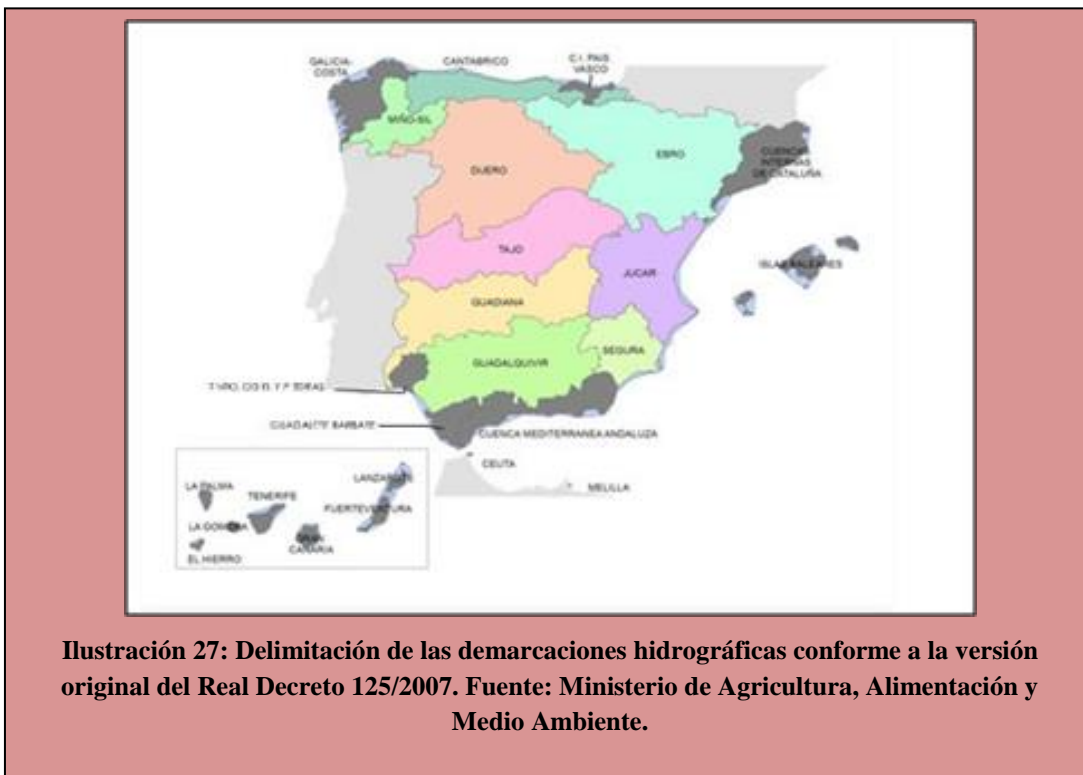 GALICIA-
COSTA
CANTABRICO
C.I. PAIS
VASCO
MIÑO-SIL
DUERO
EBRO
CUENCAS
INTERNAS
DE CATALUÑA
TAJO
JUCAR
ISLAS BALEARES
GUADIANA
SEGURA
GUADALQUIVIR
GUADALETE BARBATE
CUENCA MEDITERRANEA ANDALUZA
CEUTA
MELILLA
LA PALMA
TENERIFE
LANZAROTE
FUERTEVENTURA
LA GOMERA
GRAN
CANARIA
EL HIERRO
Ilustración 27: Delimitación de las demarcaciones hidrográficas conforme a la versión
original del Real Decreto 125/2007. Fuente: Ministerio de Agricultura, Alimentación y
Medio Ambiente.